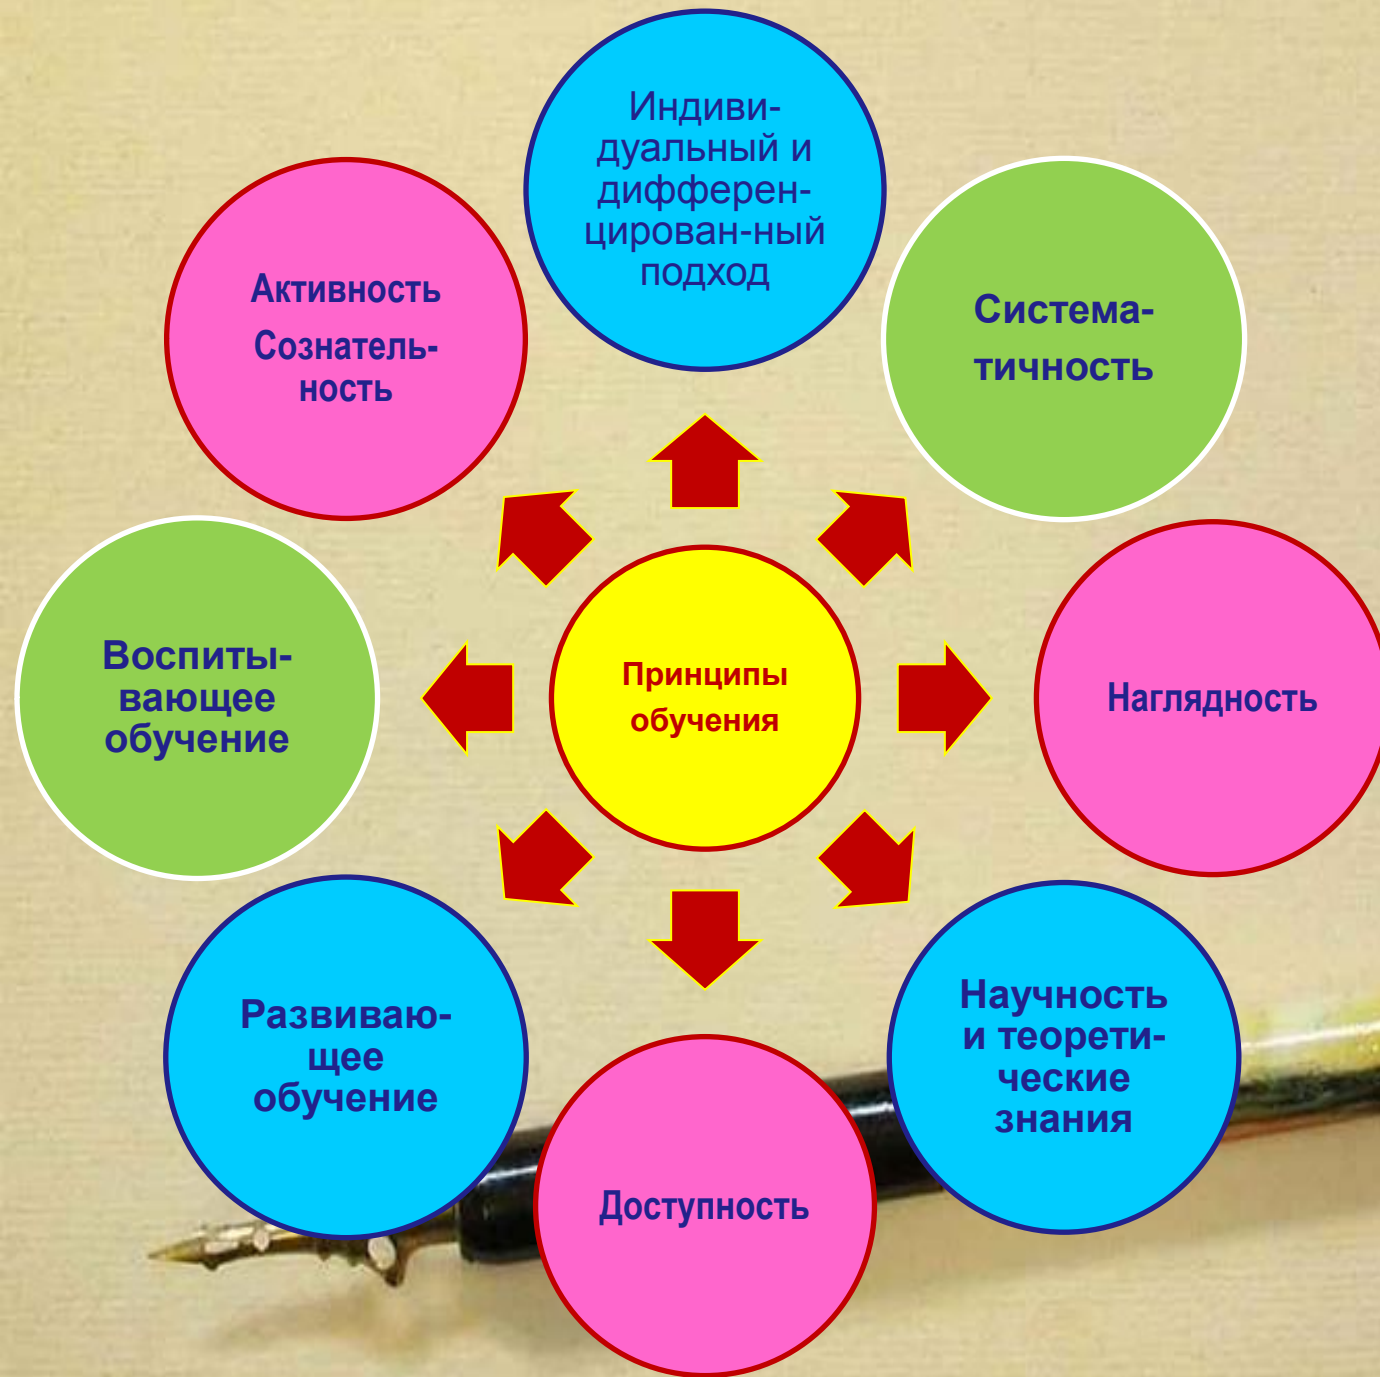 Индиви-
дуальный и
дифферен-
цирован-ный
подход
Активность
Сознатель-
ность
Система-
тичность
Воспиты-
вающее
обучение
Принципы
обучения
Наглядность
Развиваю-
щее
обучение
Научность
и теорети-
ческие
знания
Доступность